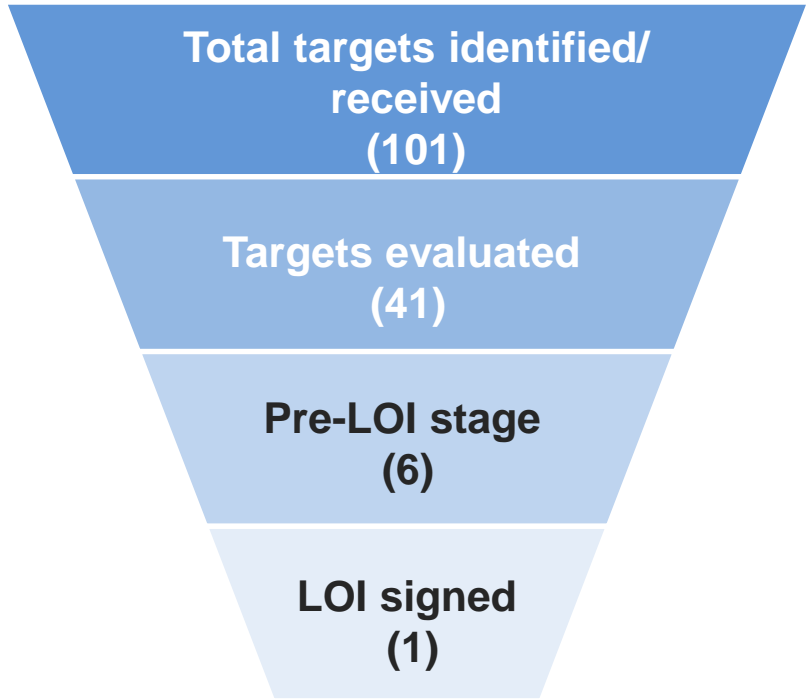 Total targets identified/
received
(101)
Targets evaluated
(41)
Pre-LOI stage
(6)
LOI signed
(1)